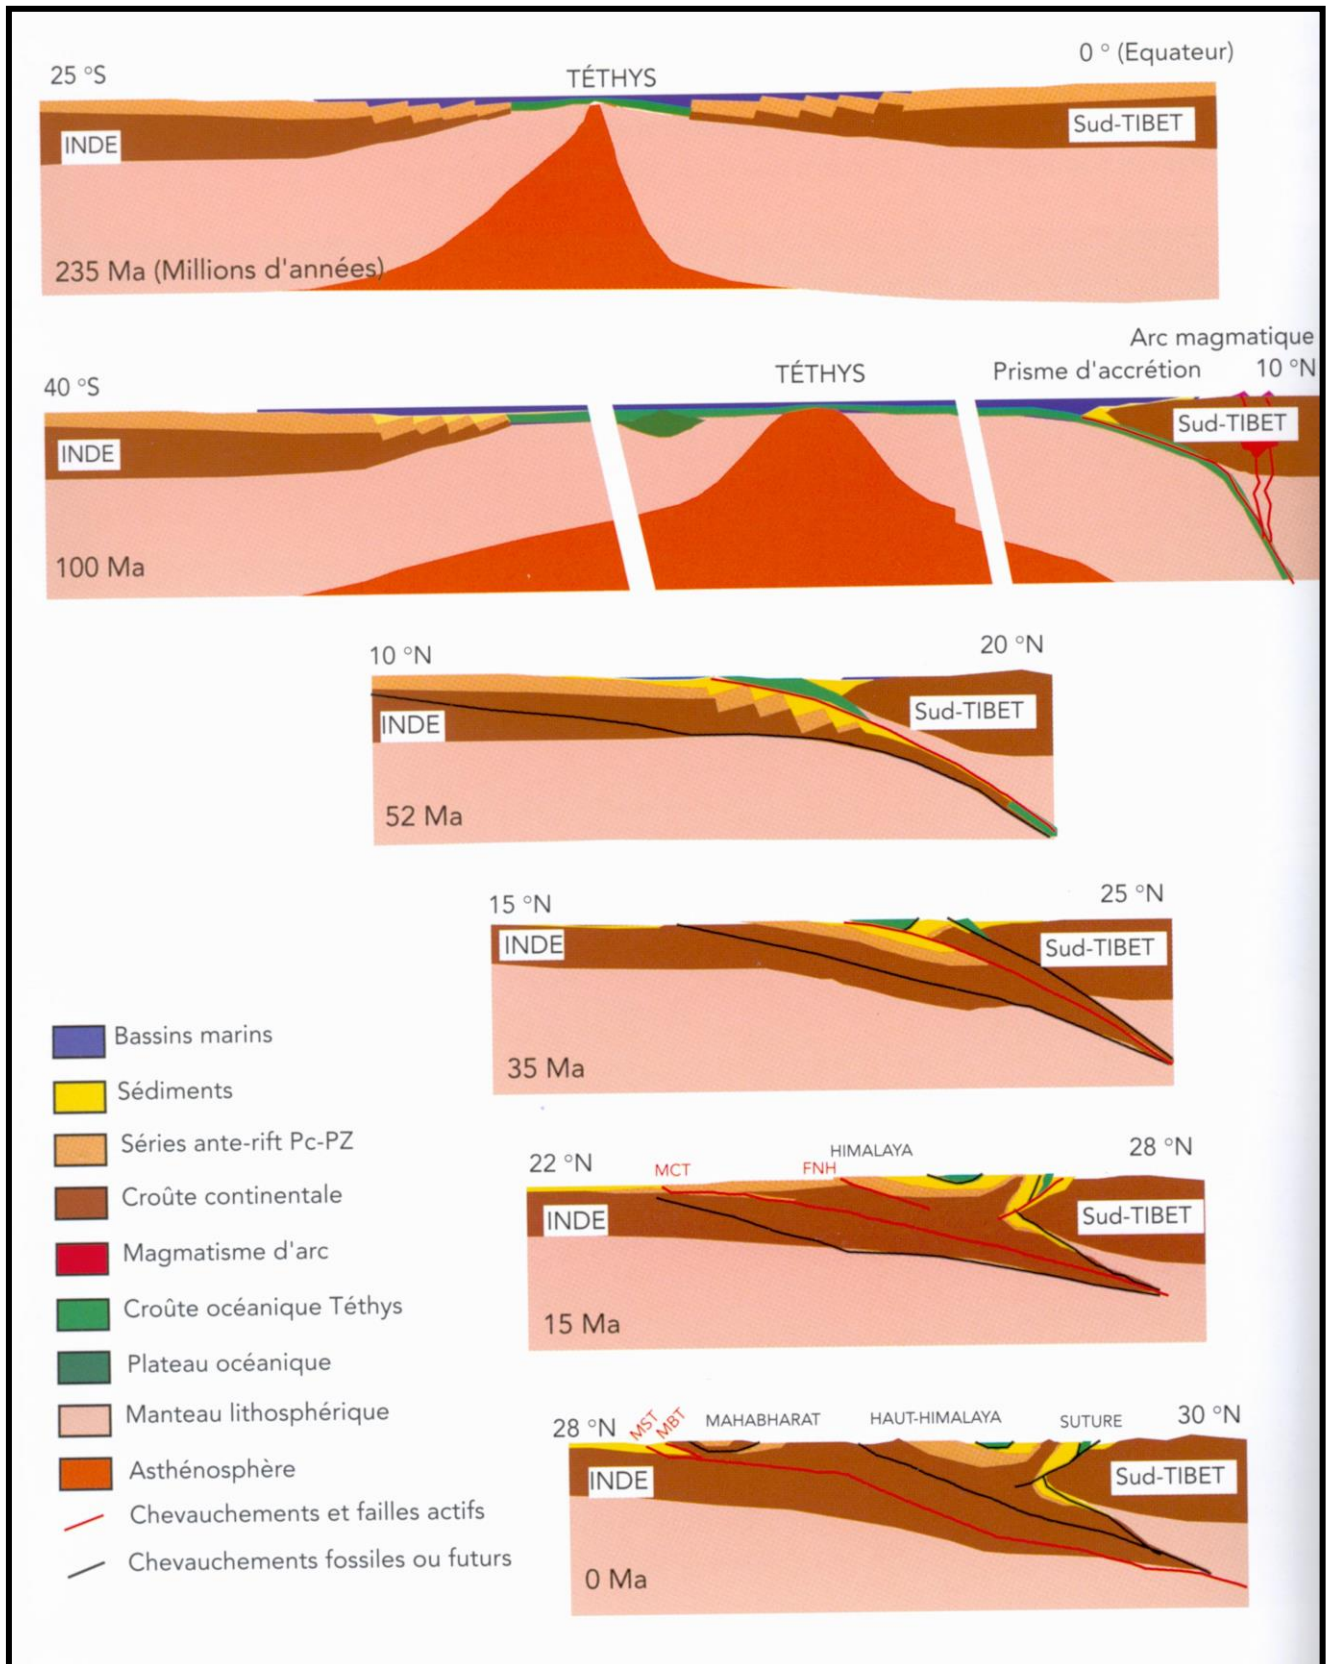 0 ° (Equateur)
25 °S
TÉTHYS
INDE
Sud-TIBET
235 Ma (Millions d'années)
Arc magmatique
Prisme d'accrétion
10 °N
40 °S
TÉTHYS
Sud-TIBET
INDE
100 Ma
10 °N
20 °N
INDE
Sud-TIBET
52 Ma
15 °N
25 °N
INDE
Sud-TIBET
35 Ma
22 °N
MCT
FNH
HIMALAYA
28 °N
INDE
Sud-TIBET
15 Ma
28 °N
MST
MBT
MAHABHARAT
HAUT-HIMALAYA
SUTURE
30 °N
INDE
Sud-TIBET
0 Ma
Bassins marins
Sédiments
Séries ante-rift Pc-PZ
Croûte continentale
Magmatisme d'arc
Croûte océanique Téthys
Plateau océanique
Manteau lithosphérique
Asthénosphère
Chevauchements et failles actifs
Chevauchements fossiles ou futurs